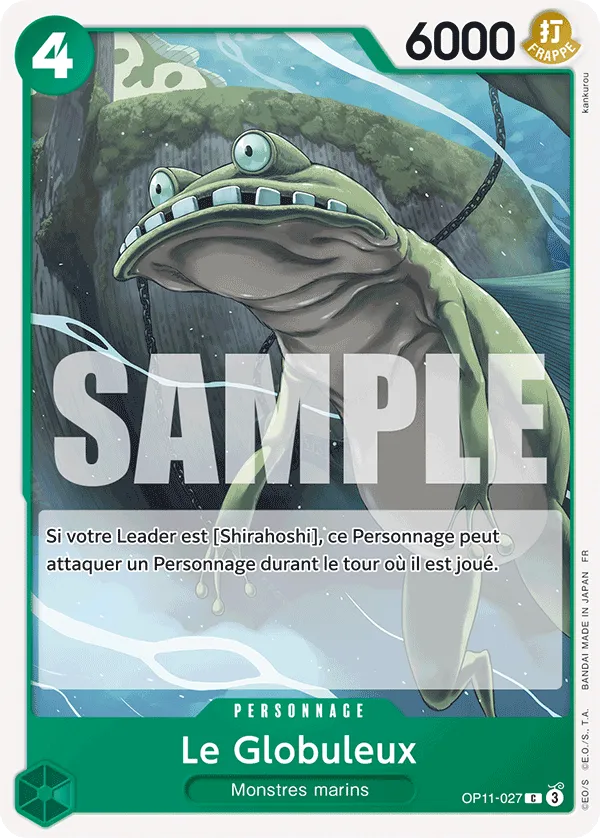 4
6000
打
FRAPPE
kankurou
SAMPLE
Si votre Leader est [Shirahoshi], ce Personnage peut
attaquer un Personnage durant le tour où il est joué.
©EO/S ©E.O./S., T.A. BANDAI MADE IN JAPAN FR
PERSONNAGE
Le Globuleux
Monstres marins
OP11-027 C 3